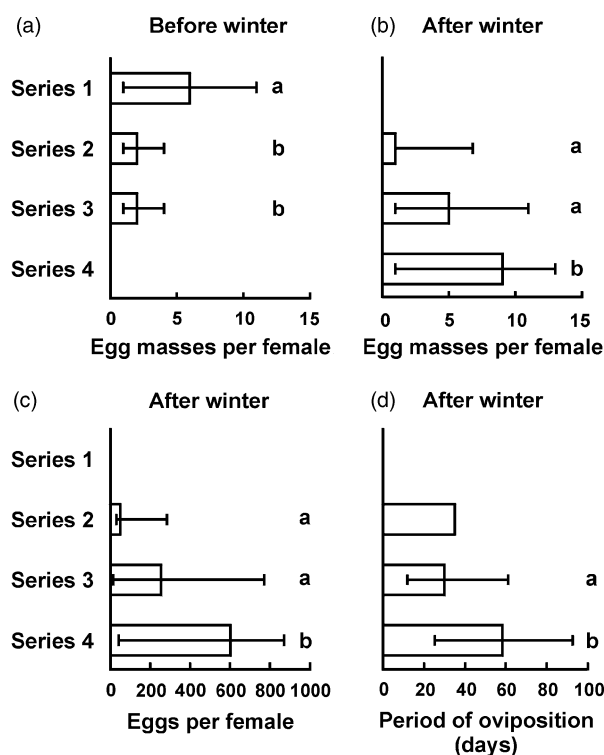 (a) Before winter
Series 1 a
Series 2 b
Series 3 b
Series 4
0 5 10 15
Egg masses per female
(b) After winter
a
a
b
0 5 10 15
Egg masses per female
(c) After winter
Series 1
Series 2 a
Series 3 a
Series 4 b
0 200 400 600 800 1000
Eggs per female
(d) After winter
a
b
0 20 40 60 80 100
Period of oviposition
(days)